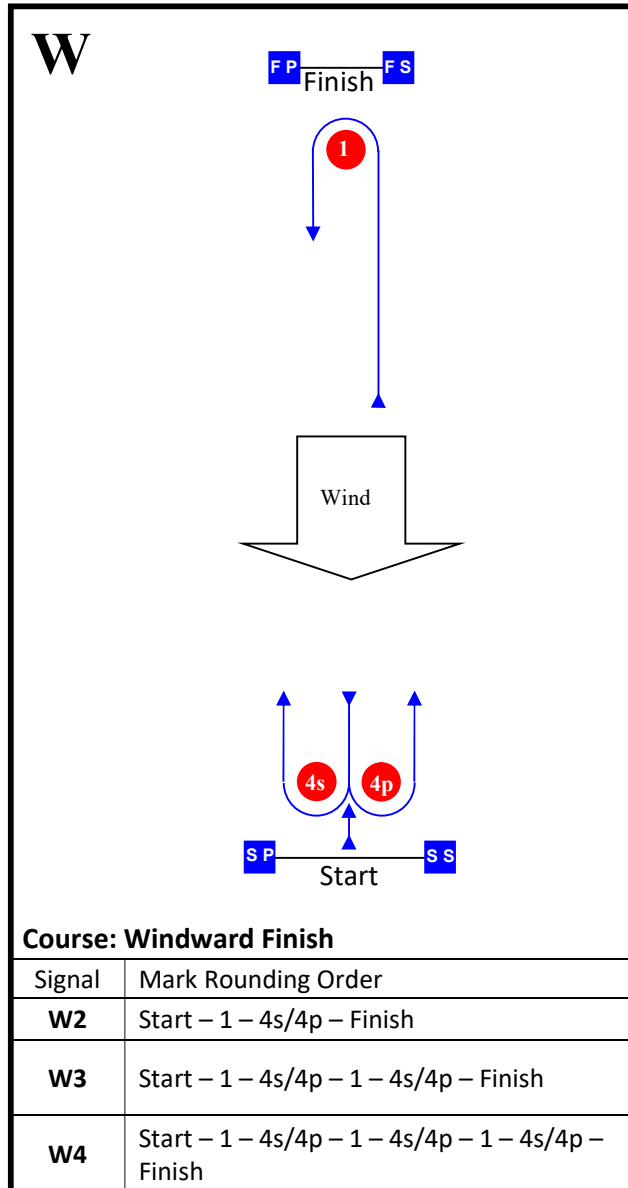 W
F P
F S
Finish
1
Wind
4s
4p
S P
S S
Start
Course: Windward Finish
Signal Mark Rounding Order
W2 Start – 1 – 4s/4p – Finish
W3 Start – 1 – 4s/4p – 1 – 4s/4p – Finish
W4 Start – 1 – 4s/4p – 1 – 4s/4p – 1 – 4s/4p –
Finish